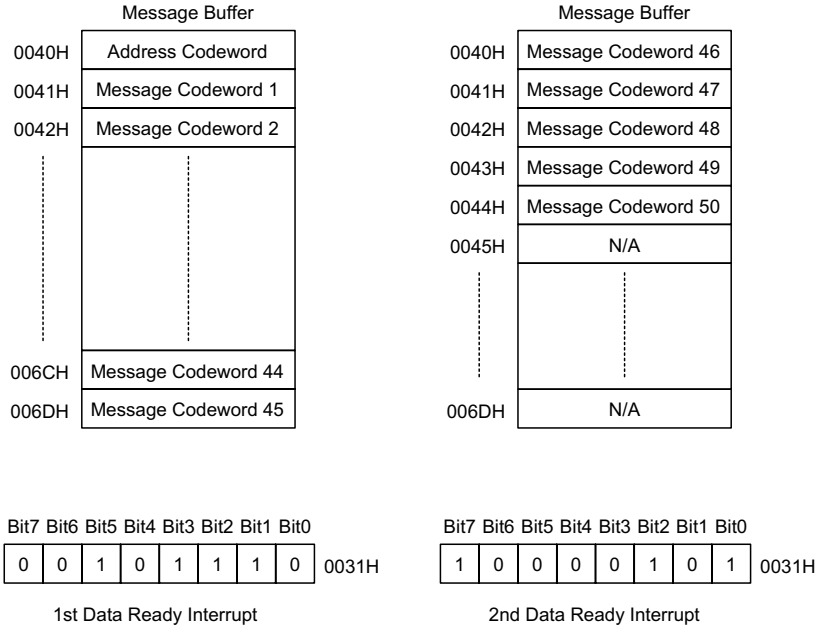 Message Buffer
0040H Address Codeword
0041H Message Codeword 1
0042H Message Codeword 2
006CH Message Codeword 44
006DH Message Codeword 45
Message Buffer
0040H Message Codeword 46
0041H Message Codeword 47
0042H Message Codeword 48
0043H Message Codeword 49
0044H Message Codeword 50
0045H N/A
006DH N/A
Bit7 Bit6 Bit5 Bit4 Bit3 Bit2 Bit1 Bit0
0 0 1 0 1 1 1 0 0031H
1st Data Ready Interrupt
Bit7 Bit6 Bit5 Bit4 Bit3 Bit2 Bit1 Bit0
1 0 0 0 0 1 0 1 0031H
2nd Data Ready Interrupt